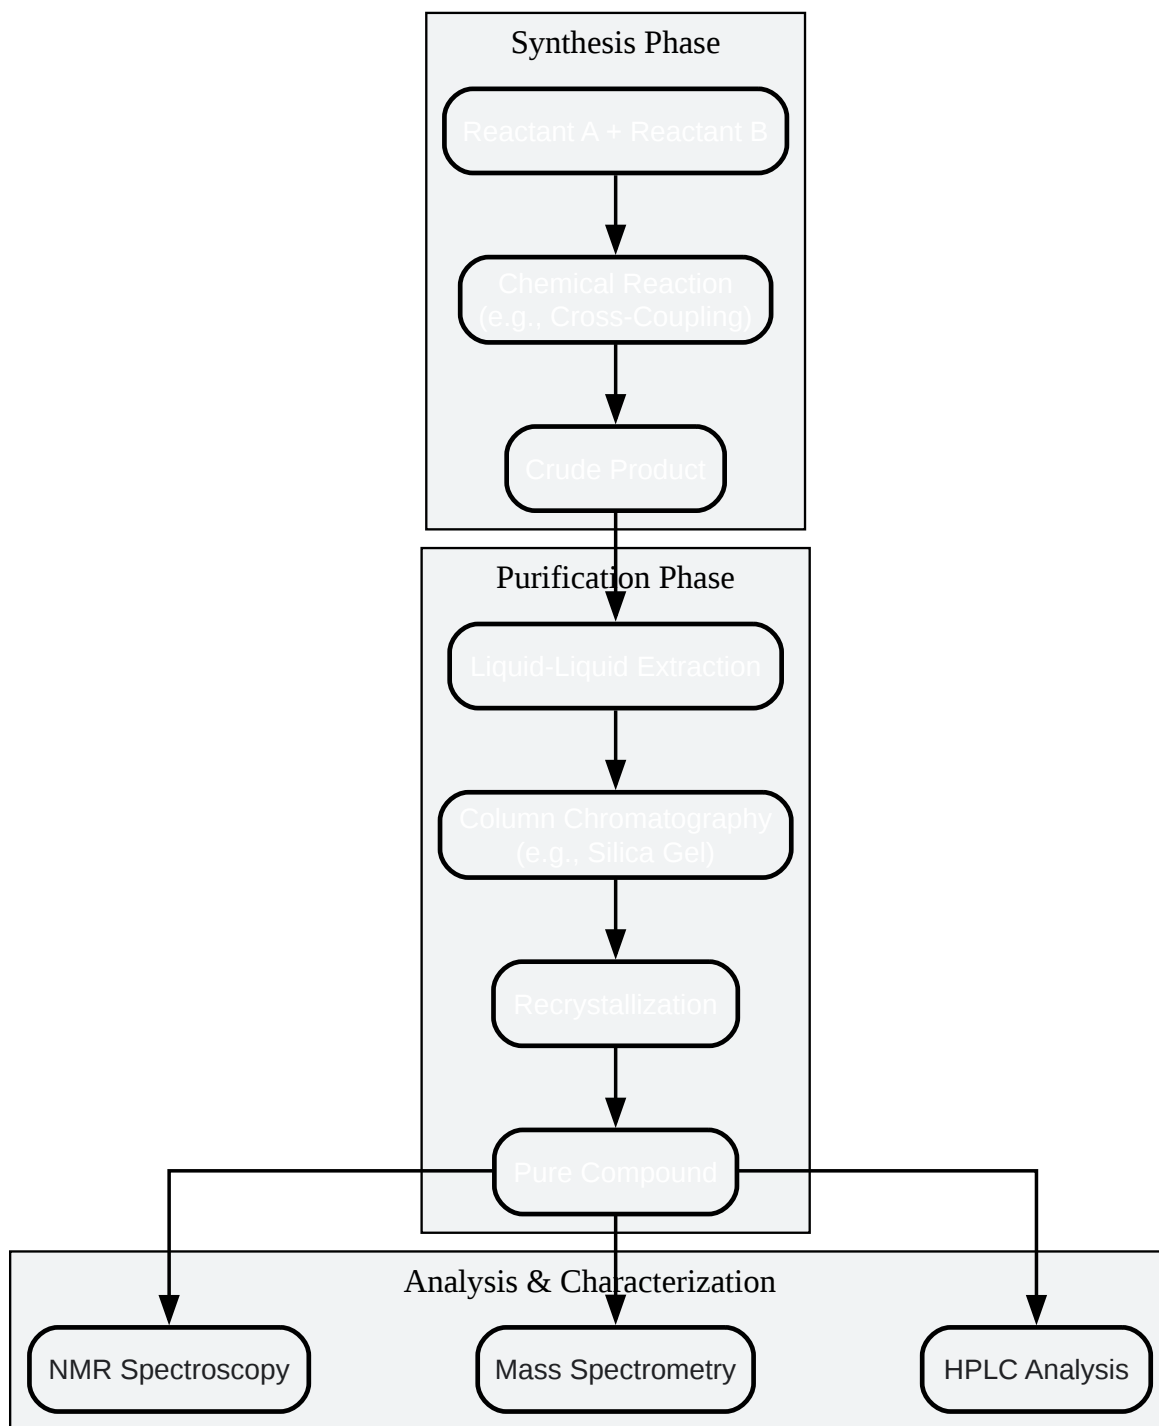 Synthesis Phase
Reactant A + Reactant B
Chemical Reaction
(e.g., Cross-Coupling)
Crude Product
Purification Phase
Liquid-Liquid Extraction
Column Chromatography
(e.g., Silica Gel)
Recrystallization
Pure Compound
Analysis & Characterization
NMR Spectroscopy
Mass Spectrometry
HPLC Analysis